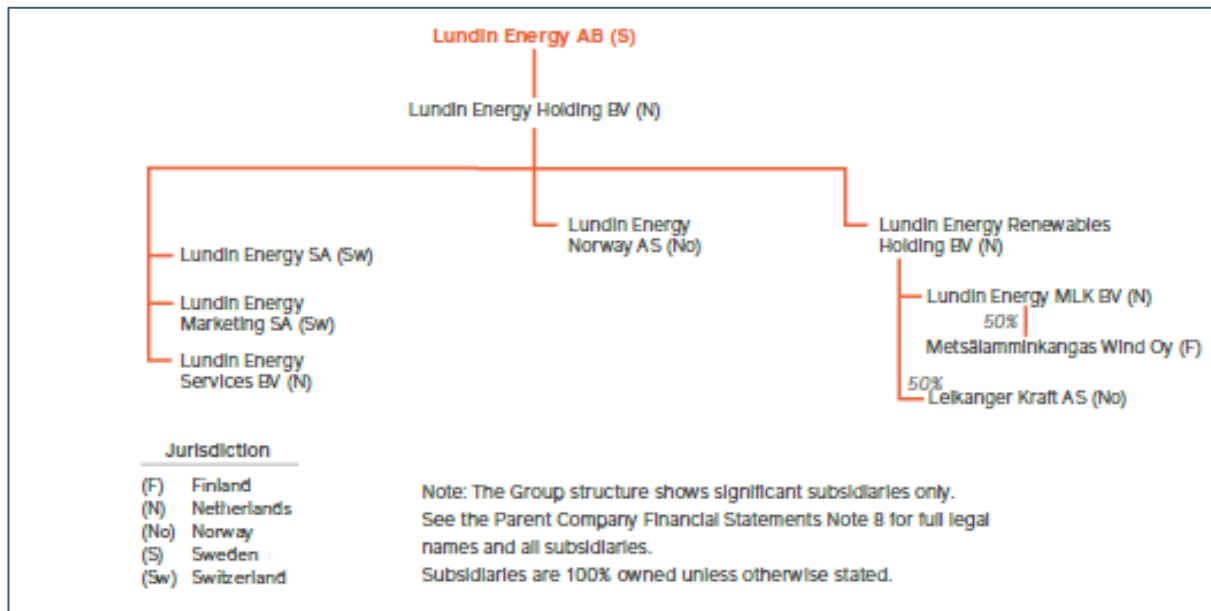 Lundin Energy AB (S)
Lundin Energy Holding BV (N)
Lundin Energy
Norway AS (No)
Lundin Energy Renewables
Holding BV (N)
Lundin Energy SA (Sw)
Lundin Energy
Marketing SA (Sw)
Lundin Energy
Services BV (N)
Lundin Energy MLK BV (N)
50%
Metsälamminkangas Wind Oy (F)
50%
Leikanger Kraft AS (No)
Jurisdiction
(F) Finland
(N) Netherlands
(No) Norway
(S) Sweden
(Sw) Switzerland
Note: The Group structure shows significant subsidiaries only.
See the Parent Company Financial Statements Note 8 for full legal
names and all subsidiaries.
Subsidiaries are 100% owned unless otherwise stated.